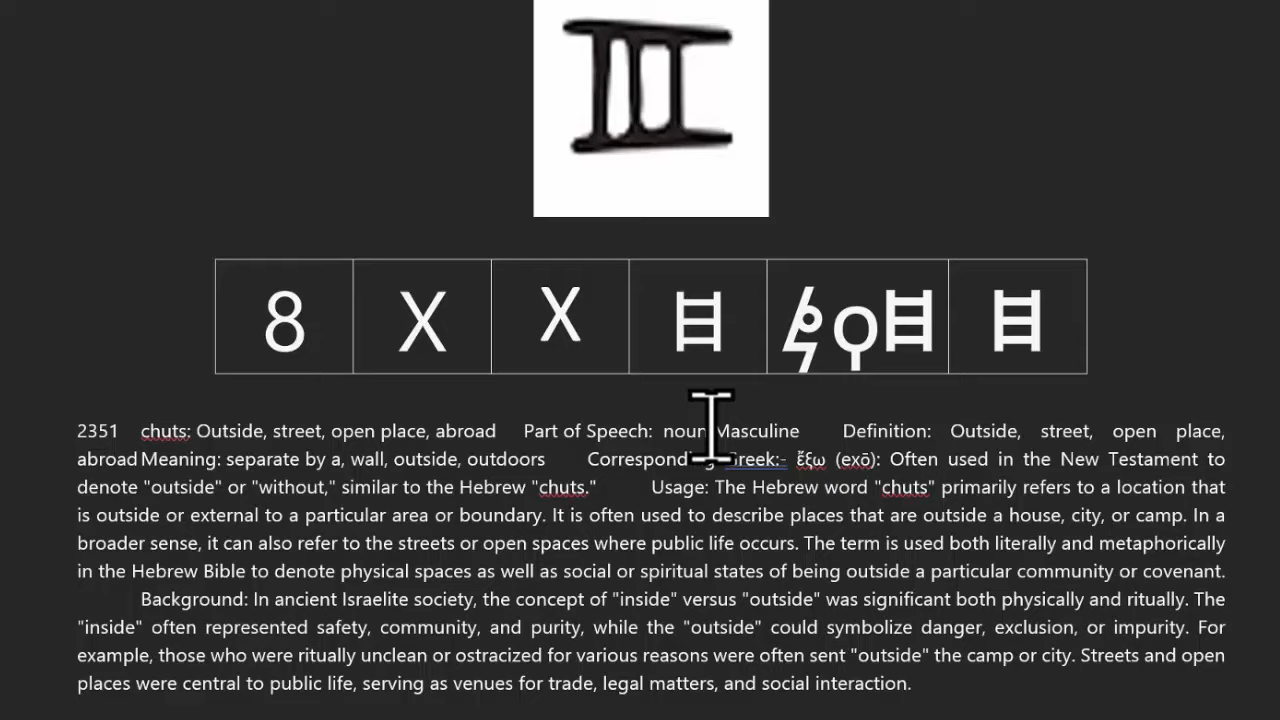 8 X X 𐤇 𐤑𐤅𐤇 𐤇
2351 chuts: Outside, street, open place, abroad Part of Speech: noun Masculine Definition: Outside, street, open place,
abroad Meaning: separate by a, wall, outside, outdoors Corresponding Greek:- ἔξω (exō): Often used in the New Testament to
denote "outside" or "without," similar to the Hebrew "chuts." Usage: The Hebrew word "chuts" primarily refers to a location that
is outside or external to a particular area or boundary. It is often used to describe places that are outside a house, city, or camp. In a
broader sense, it can also refer to the streets or open spaces where public life occurs. The term is used both literally and metaphorically
in the Hebrew Bible to denote physical spaces as well as social or spiritual states of being outside a particular community or covenant.
Background: In ancient Israelite society, the concept of "inside" versus "outside" was significant both physically and ritually. The
"inside" often represented safety, community, and purity, while the "outside" could symbolize danger, exclusion, or impurity. For
example, those who were ritually unclean or ostracized for various reasons were often sent "outside" the camp or city. Streets and open
places were central to public life, serving as venues for trade, legal matters, and social interaction.